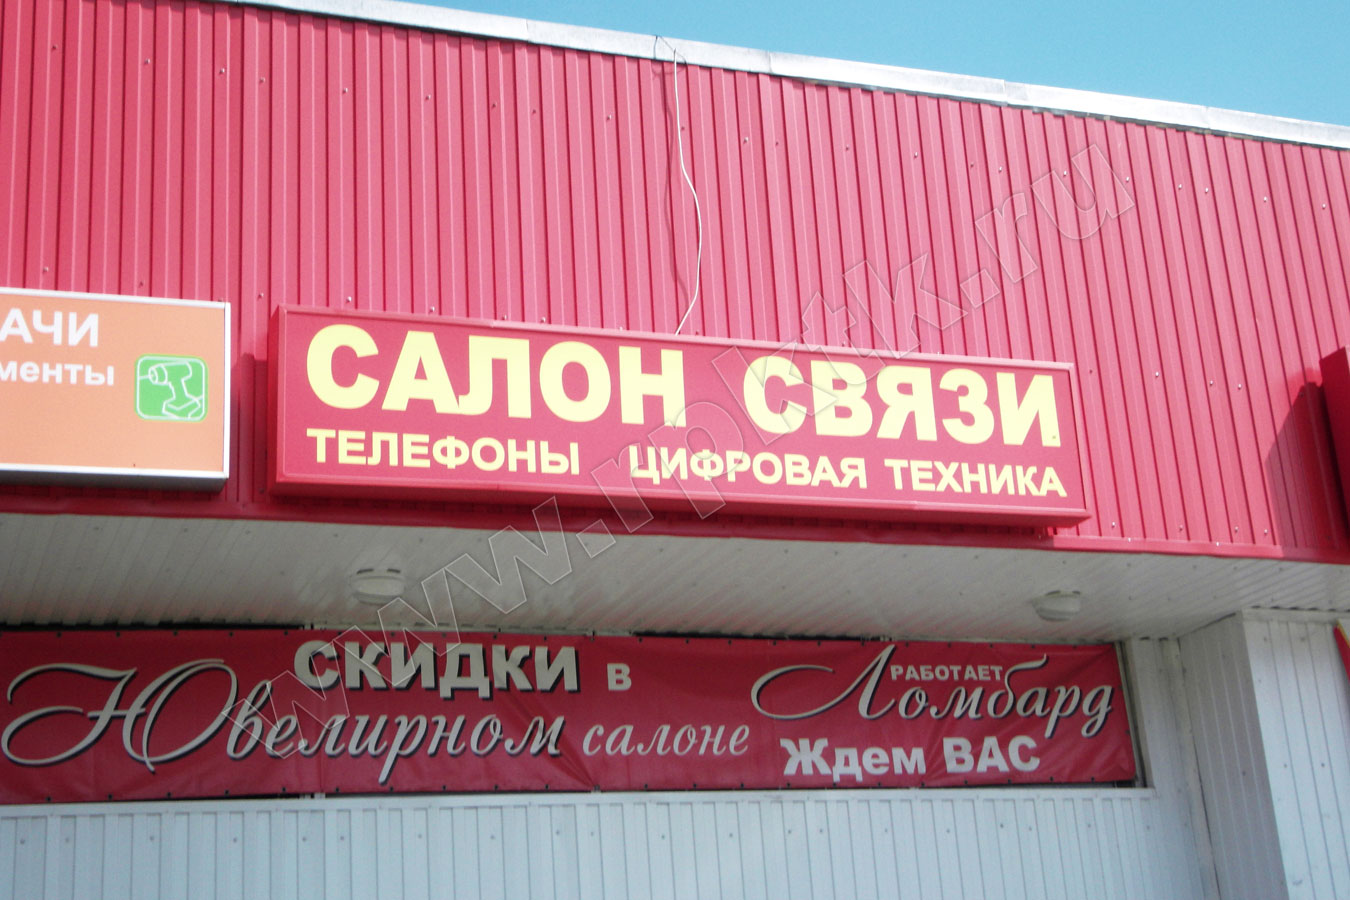 АЧИ
менты
САЛОН СВЯЗИ
ТЕЛЕФОНЫ ЦИФРОВАЯ ТЕХНИКА
СКИДКИ в
Ювелирном салоне
РАБОТАЕТ
Ломбард
Ждем ВАС
www.rpktk.ru